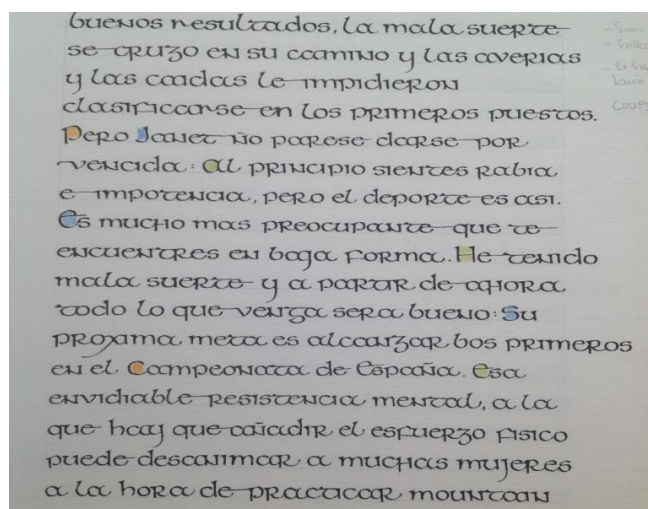 buenos resultados, la mala suerte
se cruzo en su camino y las averias
y las caidas le impidieron
clasificarse en los primeros puestos.
Pero Janet no parese darse por
vencida: al principio sientes rabia
e impotencia, pero el deporte es asi.
Es mucho mas preocupante que te
encuentres en baja forma. He tenido
mala suerte y a partir de ahora
todo lo que venga sera bueno: Su
proxima meta es alcanzar bos primeros
en el Campeonata de España. Esa
envidiable resistencia mental, a la
que hay que añadir el esfuerzo fisico
puede desanimar a muchas mujeres
a la hora de practicar mountain